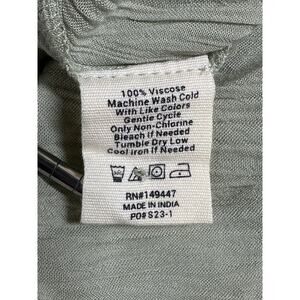 100% Viscose
Machine Wash Cold
With Like Colors
Gentle Cycle
Only Non-Chlorine
Bleach if Needed
Tumble Dry Low
Cool Iron if Needed
RN#149447
MADE IN INDIA
PO# S23-1